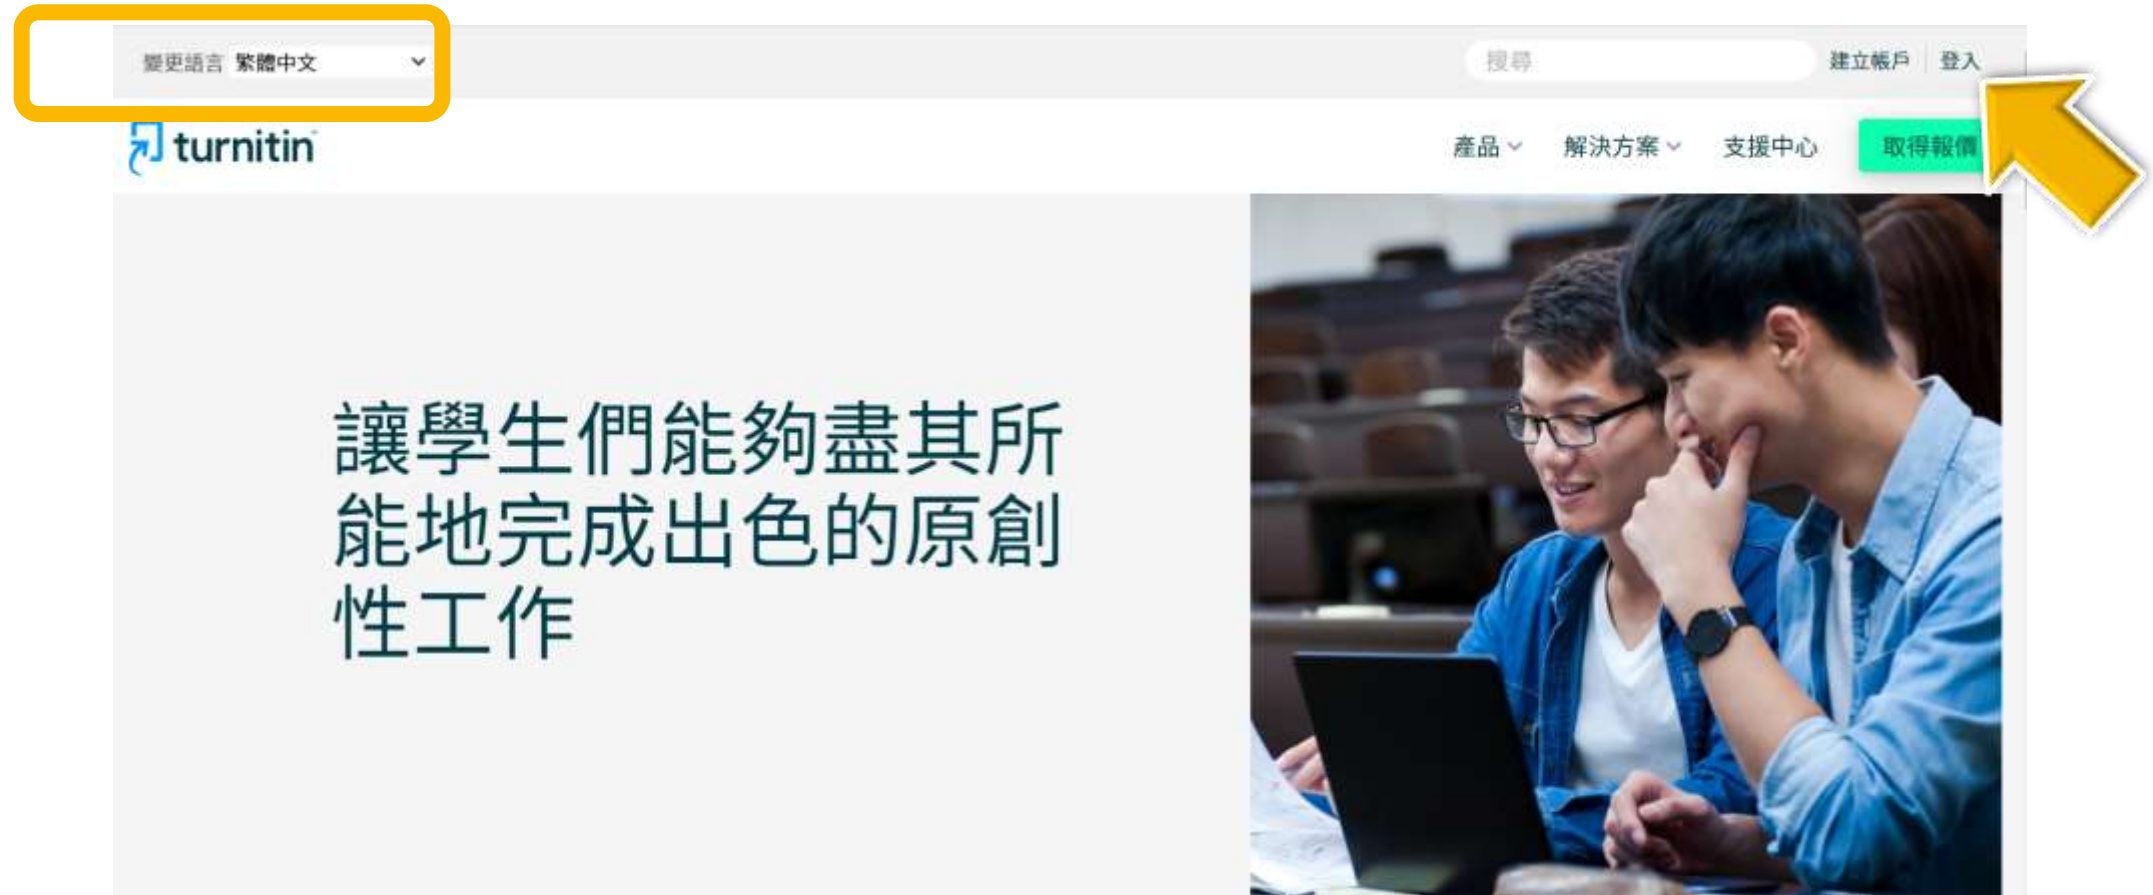 變更語言 繁體中文
搜尋
建立帳戶 登入
turnitin
產品 解決方案 支援中心 取得報價
讓學生們能夠盡其所
能地完成出色的原創
性工作